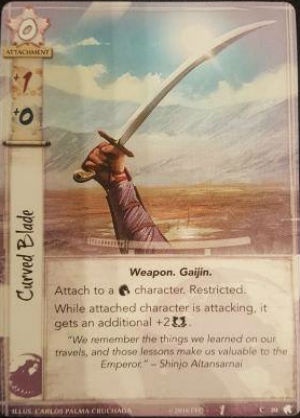 0
ATTACHMENT
+1
+0
Curved Blade
Weapon. Gaijin.
Attach to a character. Restricted.
While attached character is attacking, it
gets an additional +2.
"We remember the things we learned on our
travels, and those lessons make us valuable to the
Emperor." – Shinjo Altansarnai
ILLUS. CARLOS PALMA CRUCHAGA
1
C